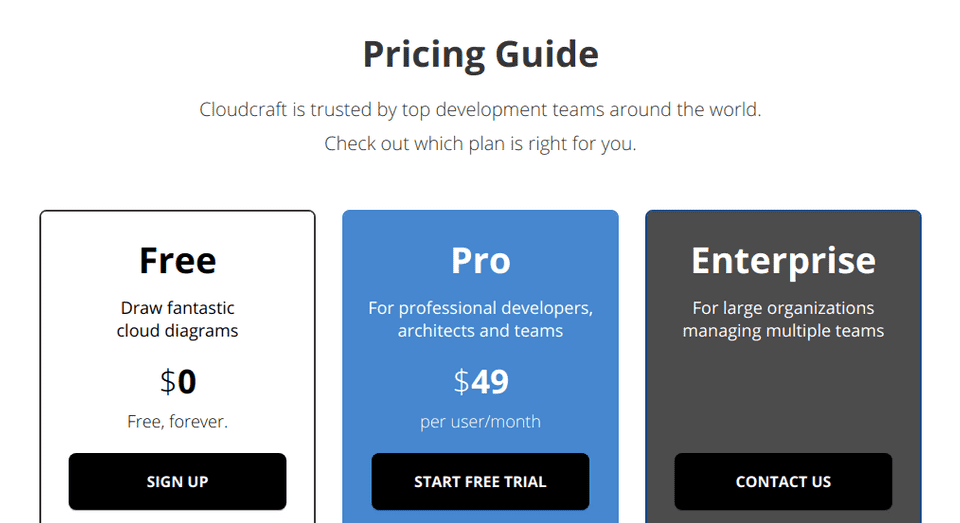 Pricing Guide
Cloudcraft is trusted by top development teams around the world.
Check out which plan is right for you.
Free
Draw fantastic
cloud diagrams
$0
Free, forever.
SIGN UP
Pro
For professional developers,
architects and teams
$49
per user/month
START FREE TRIAL
Enterprise
For large organizations
managing multiple teams
CONTACT US